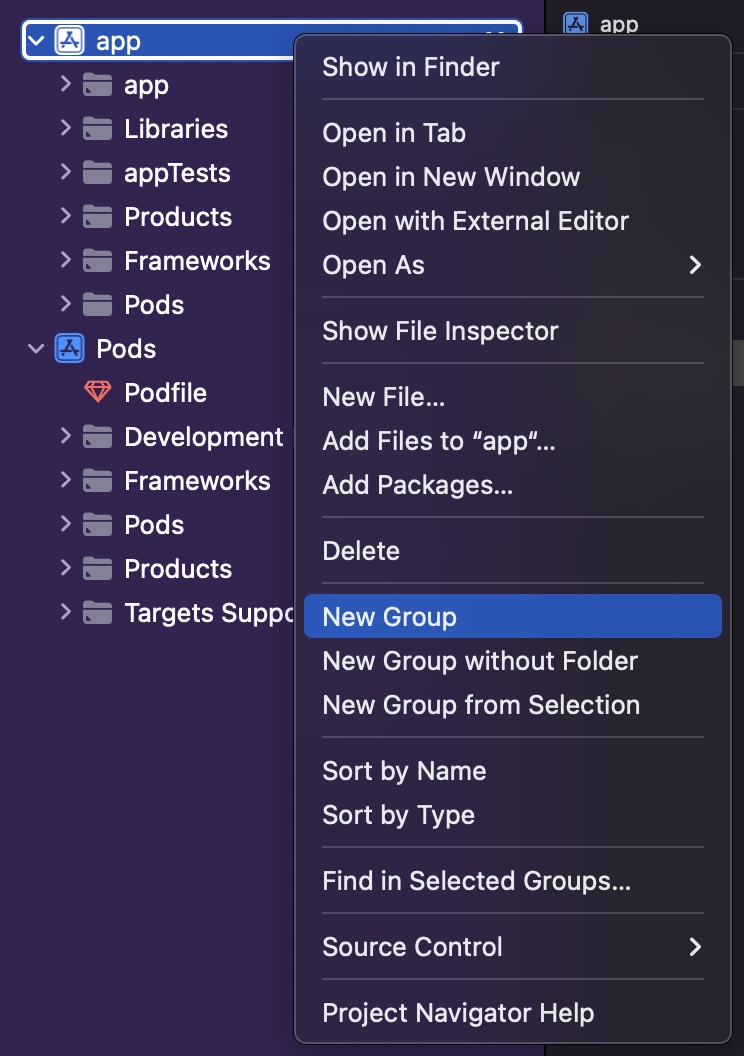 app
app
Libraries
appTests
Products
Frameworks
Pods
Pods
Podfile
Development
Frameworks
Pods
Products
Targets Suppo
app
Show in Finder
Open in Tab
Open in New Window
Open with External Editor
Open As
Show File Inspector
New File...
Add Files to “app“...
Add Packages...
Delete
New Group
New Group without Folder
New Group from Selection
Sort by Name
Sort by Type
Find in Selected Groups...
Source Control
Project Navigator Help